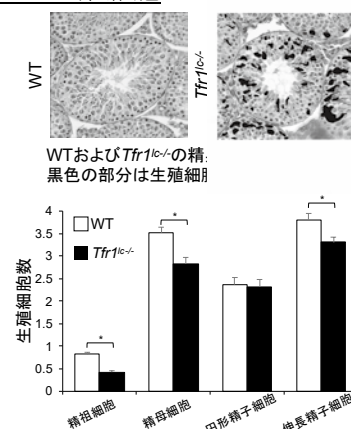 WT
Tfr1lc-/-
WTおよびTfr1lc-/-の精
黒色の部分は生殖細
生殖細胞数
4
3.5
3
2.5
2
1.5
1
0.5
0
WT
Tfr1lc-/-
*
*
*
精祖細胞
精母細胞
円形精子細胞
伸長精子細胞